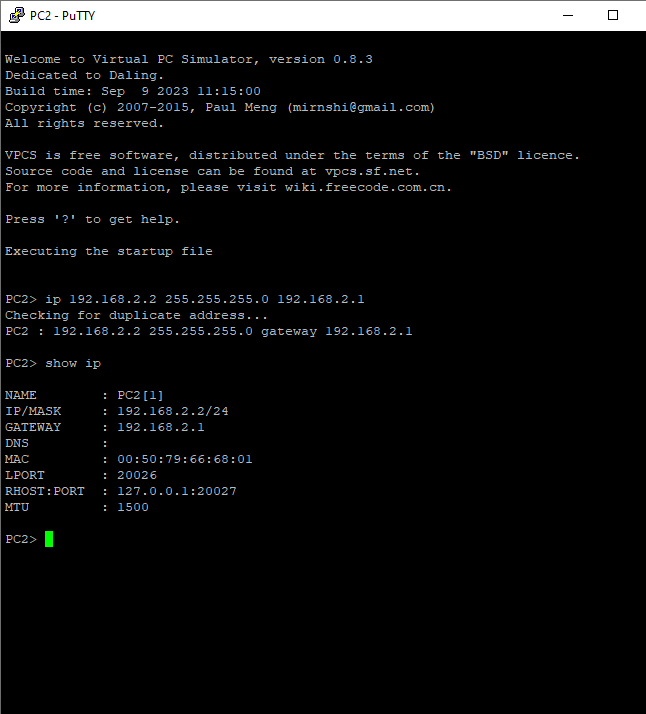 PC2 - PuTTY
Welcome to Virtual PC Simulator, version 0.8.3
Dedicated to Daling.
Build time: Sep  9 2023 11:15:00
Copyright (c) 2007-2015, Paul Meng (mirnshi@gmail.com)
All rights reserved.
VPCS is free software, distributed under the terms of the "BSD" licence.
Source code and license can be found at vpcs.sf.net.
For more information, please visit wiki.freecode.com.cn.
Press '?' to get help.
Executing the startup file
PC2> ip 192.168.2.2 255.255.255.0 192.168.2.1
Checking for duplicate address...
PC2 : 192.168.2.2 255.255.255.0 gateway 192.168.2.1
PC2> show ip
NAME        : PC2[1]
IP/MASK     : 192.168.2.2/24
GATEWAY     : 192.168.2.1
DNS         :
MAC         : 00:50:79:66:68:01
LPORT       : 20026
RHOST:PORT  : 127.0.0.1:20027
MTU         : 1500
PC2>